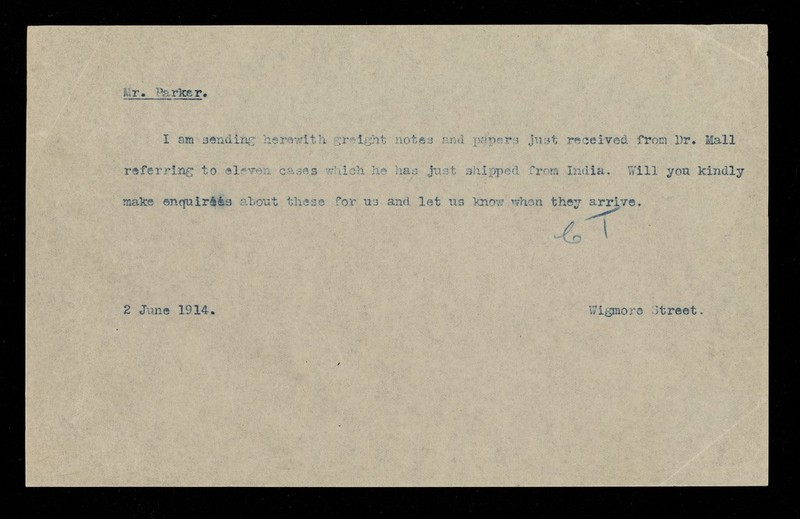 Mr. Parker.
I am sending herewith greight notes and papers just received from Dr. Mall
referring to eleven cases which he has just shipped from India. Will you kindly
make enquiries about these for us and let us know when they arrive.
CT
2 June 1914. Wigmore Street.